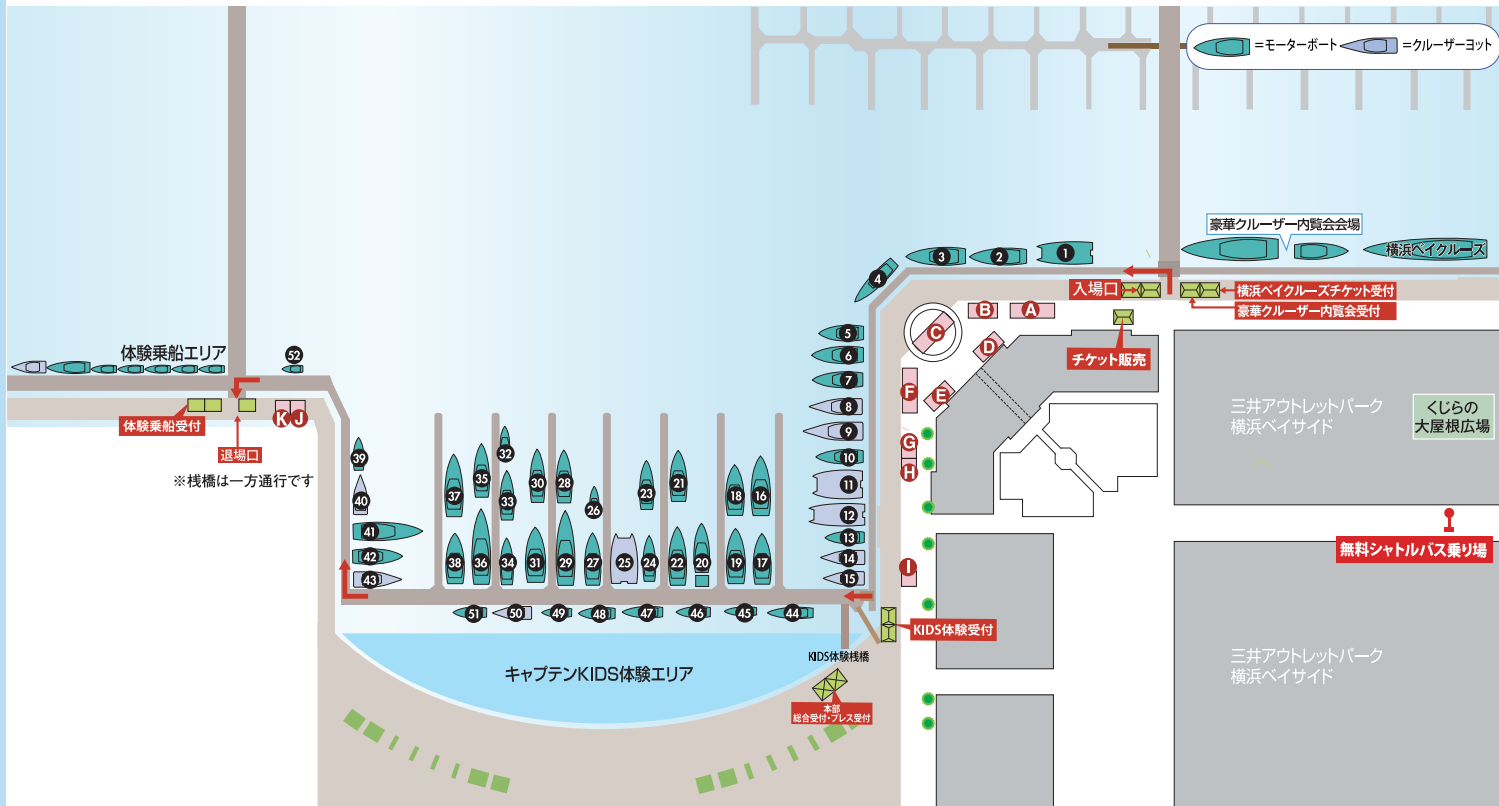 =モーターボート
=クルーザーヨット
豪華クルーザー内覧会会場
横浜ベイクルーズ
1
2
3
4
入場口
横浜ベイクルーズチケット受付
豪華クルーザー内覧会受付
チケット販売
A
B
C
D
E
F
G
H
I
三井アウトレットパーク
横浜ベイサイド
くじらの
大屋根広場
無料シャトルバス乗り場
三井アウトレットパーク
横浜ベイサイド
体験乗船エリア
52
体験乗船受付
退場口
K
J
※桟橋は一方通行です
5
6
7
8
9
10
11
12
13
14
15
39
40
41
42
43
37
35
32
33
30
28
26
23
21
18
16
38
36
34
31
29
27
25
24
22
20
19
17
51
50
49
48
47
46
45
44
KIDS体験受付
KIDS体験桟橋
キャプテンKIDS体験エリア
本部
総合受付・プレス受付